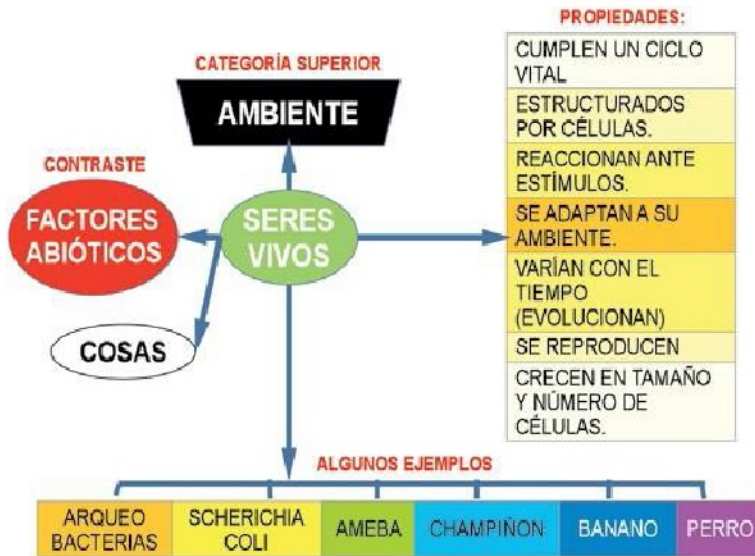 PROPIEDADES:
CATEGORÍA SUPERIOR
AMBIENTE
CONTRASTE
FACTORES
ABIÓTICOS
SERES
VIVOS
COSAS
CUMPLEN UN CICLO
VITAL
ESTRUCTURADOS
POR CÉLULAS.
REACCIONAN ANTE
ESTÍMULOS.
SE ADAPTAN A SU
AMBIENTE.
VARÍAN CON EL
TIEMPO
(EVOLUCIONAN)
SE REPRODUCEN
CRECEN EN TAMAÑO
Y NÚMERO DE
CÉLULAS.
ALGUNOS EJEMPLOS
ARQUEO
BACTERIAS
SCHERICHIA
COLI
AMEBA
CHAMPIÑON
BANANO
PERRO